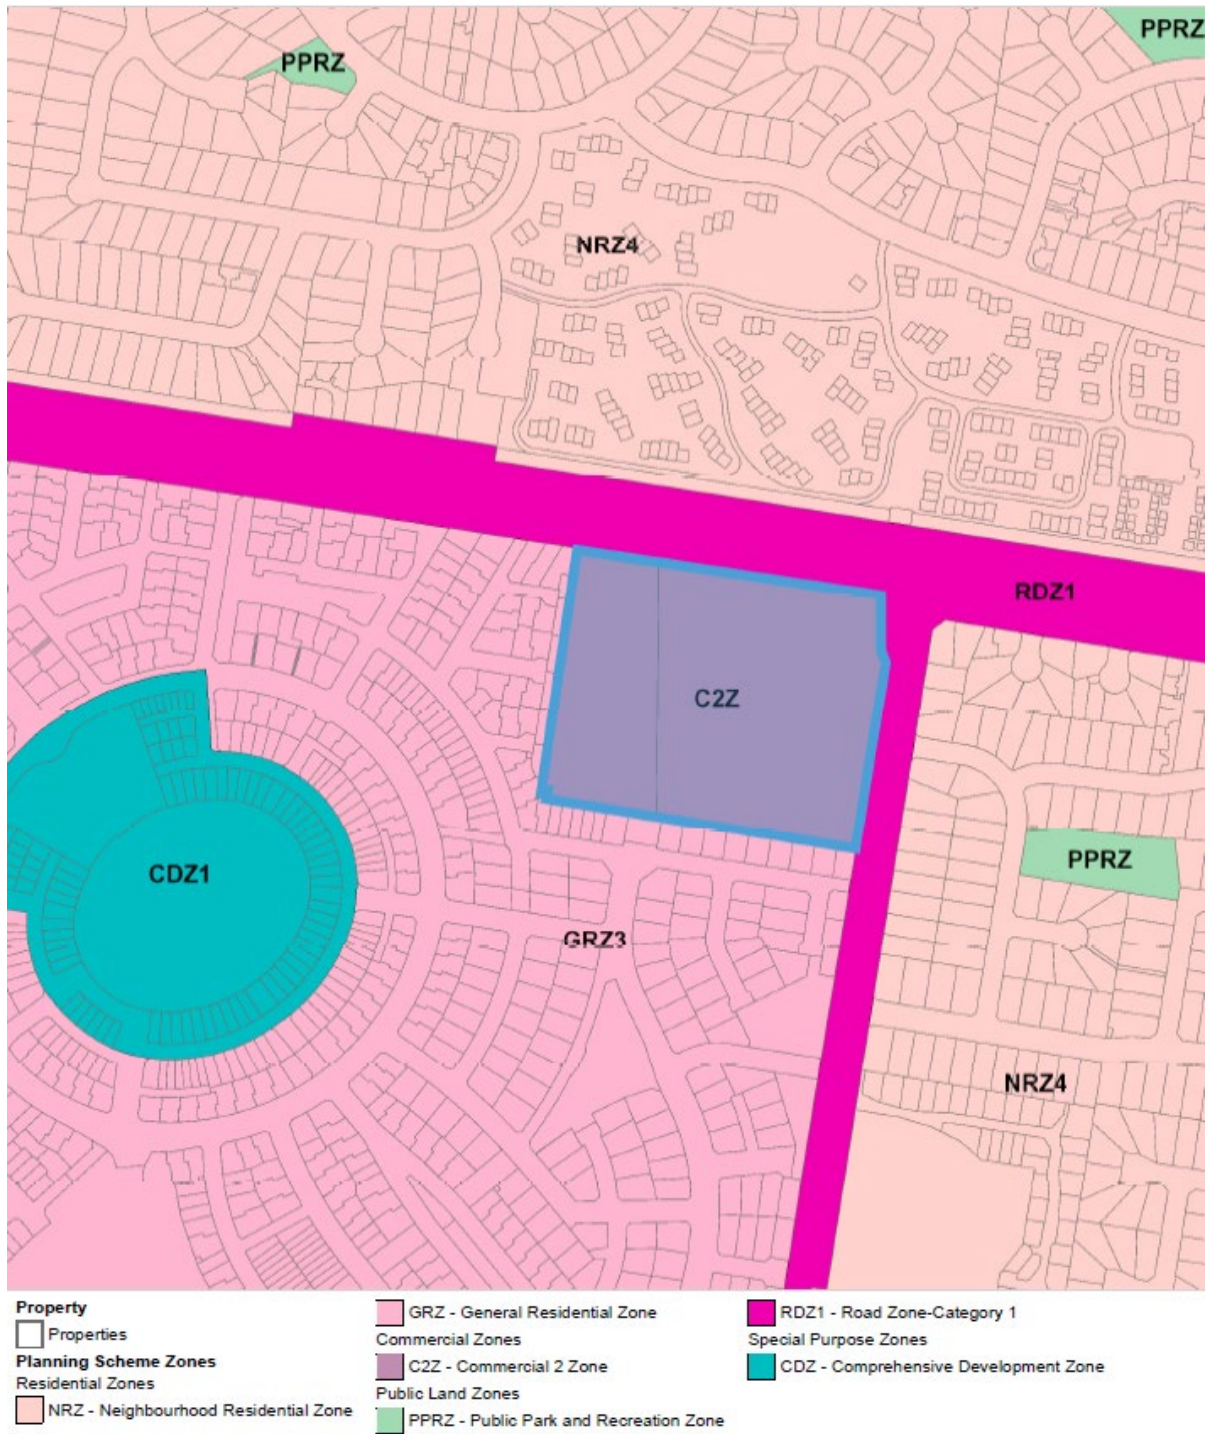 PPRZ
PPRZ
NRZ4
RDZ1
C2Z
PPRZ
CDZ1
GRZ3
NRZ4
Property
Properties
Planning Scheme Zones
Residential Zones
NRZ - Neighbourhood Residential Zone
GRZ - General Residential Zone
Commercial Zones
C2Z - Commercial 2 Zone
Public Land Zones
PPRZ - Public Park and Recreation Zone
RDZ1 - Road Zone-Category 1
Special Purpose Zones
CDZ - Comprehensive Development Zone